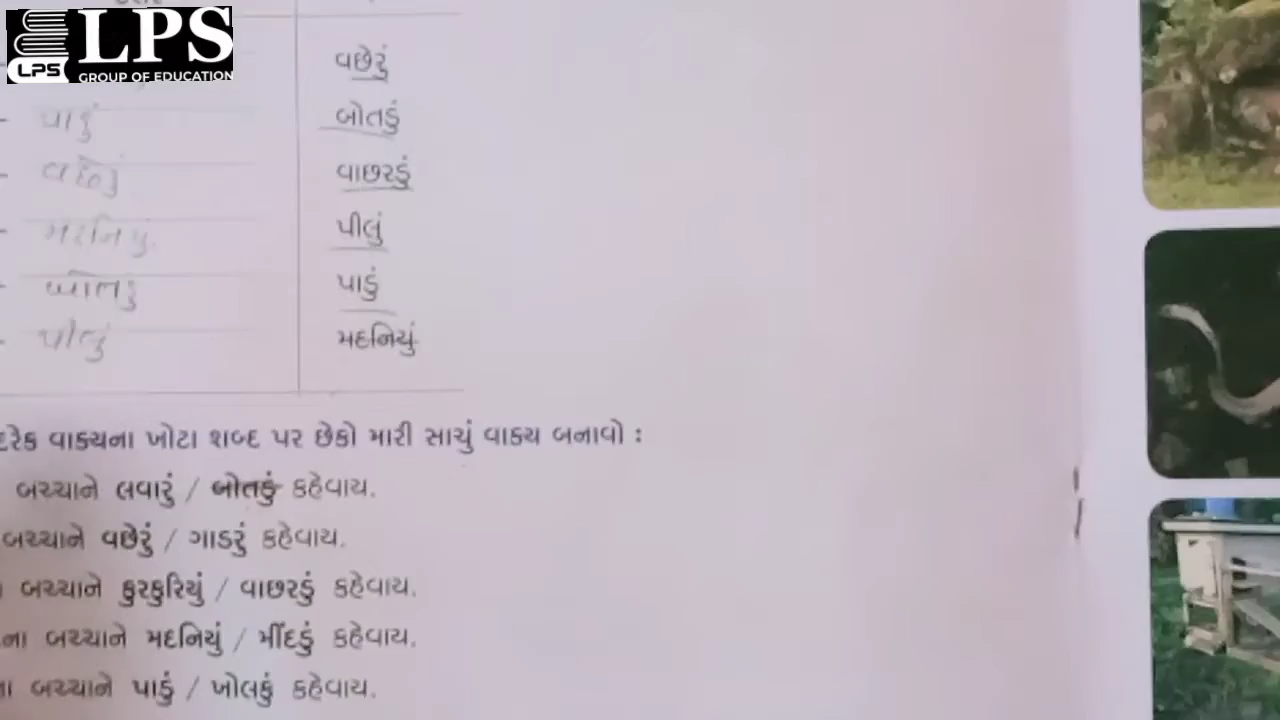 LPS
LPS
GROUP OF EDUCATION
વછેરું
પાડું બોતડું
વછેરું વાછરડું
મદનિયું પીલું
બોતડું પાડું
પીલું મદનિયું
દરેક વાક્યના ખોટા શબ્દ પર છેકો મારી સાચું વાક્ય બનાવો :
બચ્ચાને લવારું / બોતકું કહેવાય.
બચ્ચાને વછેરું / ગાડરું કહેવાય.
બચ્ચાને કુરકુરિયું / વાછરડું કહેવાય.
ના બચ્ચાને મદનિયું / મીંદડું કહેવાય.
બચ્ચાને પાડું / ખોલકું કહેવાય.